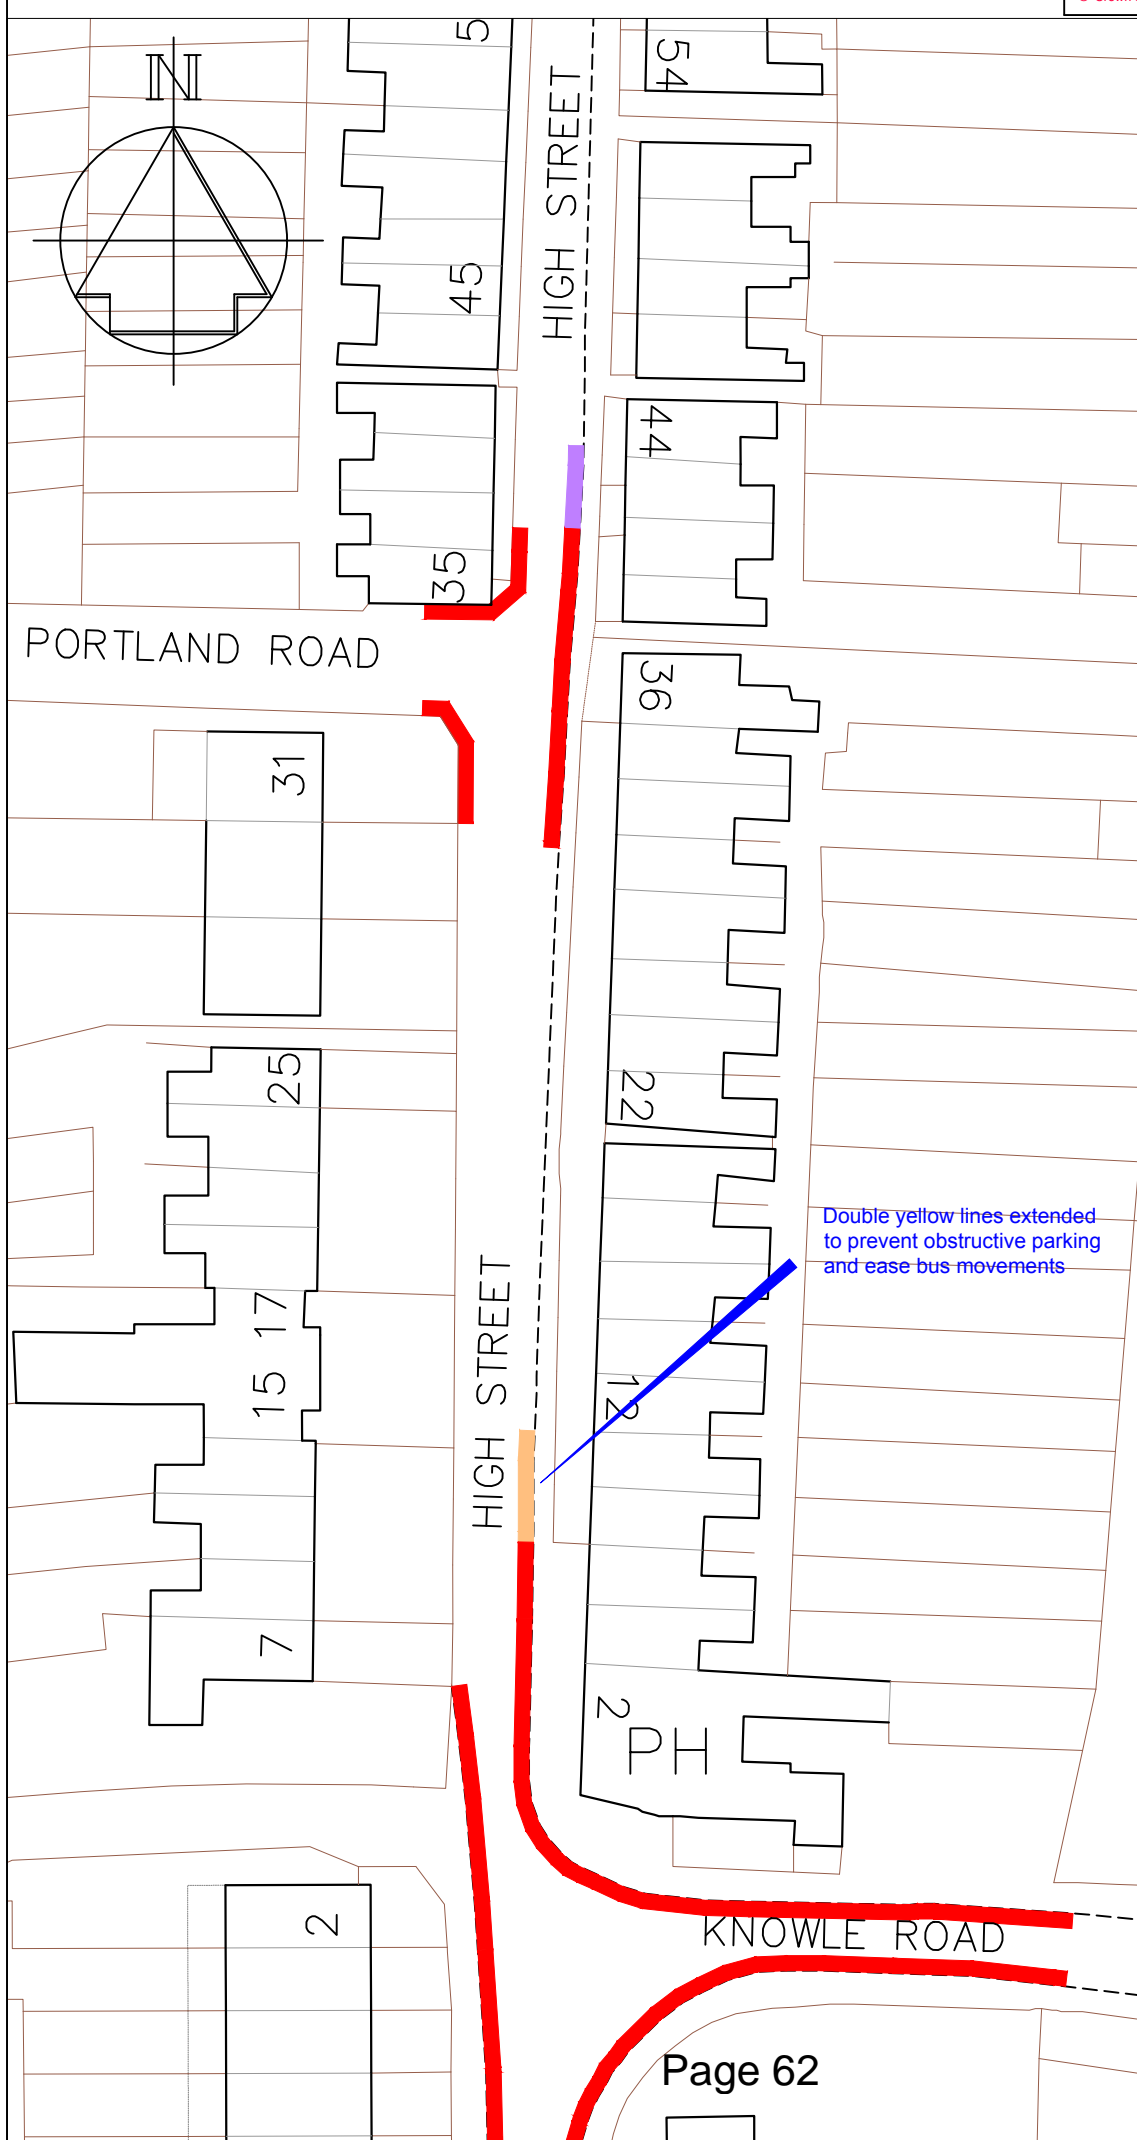 5
54
N
HIGH STREET
45
44
35
PORTLAND ROAD
36
31
25
22
Double yellow lines extended
to prevent obstructive parking
and ease bus movements
17
HIGH STREET
15
12
7
2
PH
2
KNOWLE ROAD
Page 62